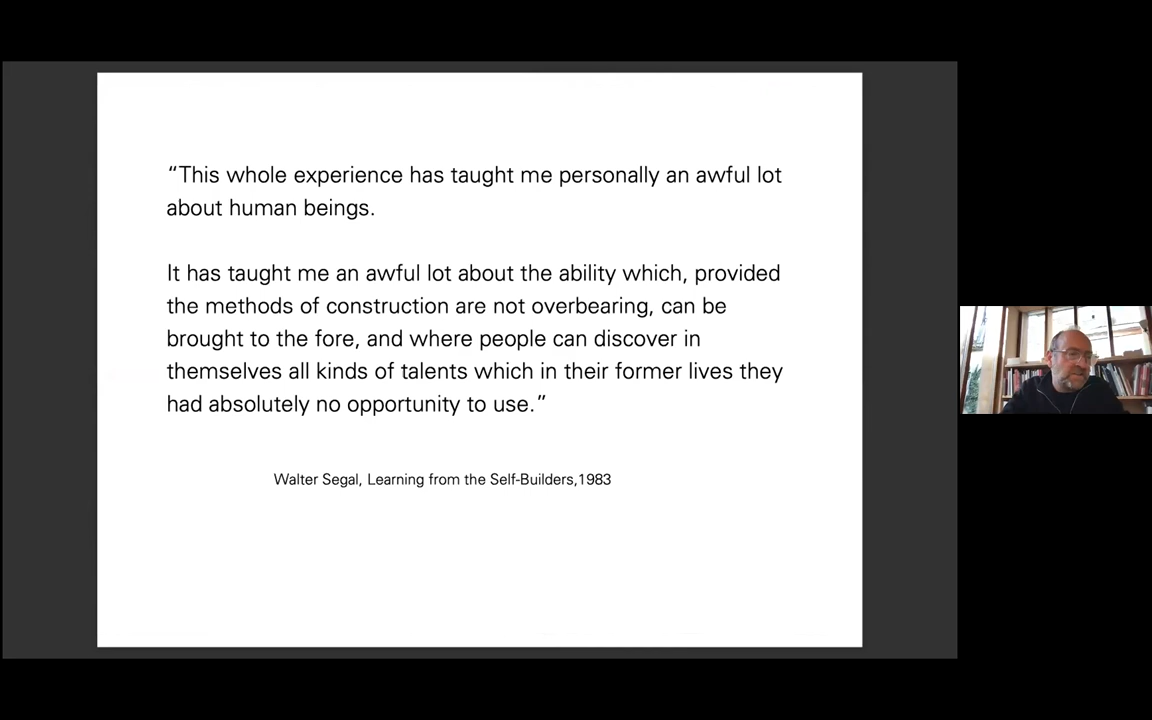 “This whole experience has taught me personally an awful lot
about human beings.
It has taught me an awful lot about the ability which, provided
the methods of construction are not overbearing, can be
brought to the fore, and where people can discover in
themselves all kinds of talents which in their former lives they
had absolutely no opportunity to use.”
Walter Segal, Learning from the Self-Builders,1983